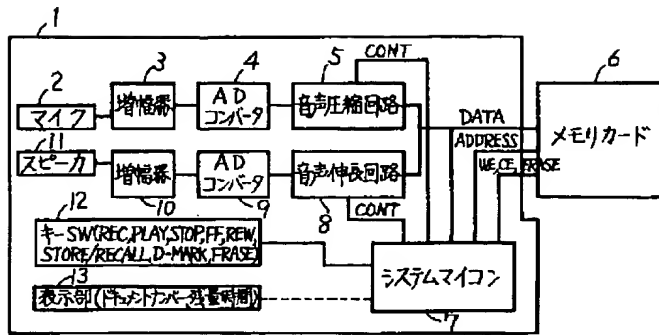 1
2
マイク
3
増幅器
4
AD
コンバータ
5
音声圧縮回路
CONT
6
メモリカード
DATA
ADDRESS
WE,CE,ERASE
11
スピーカ
10
増幅器
9
AD
コンバータ
8
音声伸長回路
CONT
12
キーSW(REC,PLAY,STOP,FF,REW,
STORE/RECALL,D-MARK,ERASE)
13
表示部(ドキュメントナンバー,残量時間)
システムマイコン
7